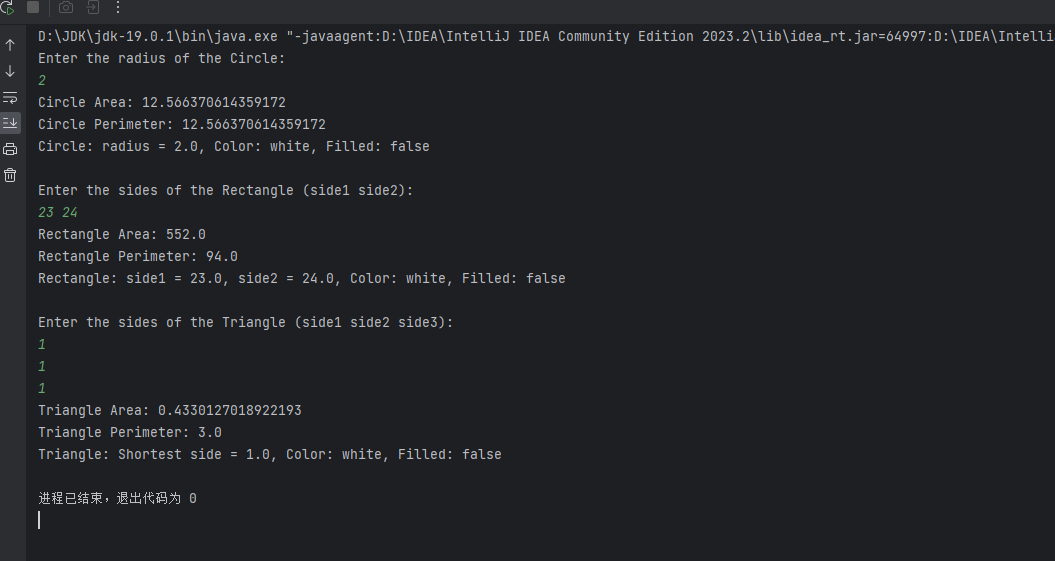 D:\JDK\jdk-19.0.1\bin\java.exe "-javaagent:D:\IDEA\IntelliJ IDEA Community Edition 2023.2\lib\idea_rt.jar=64997:D:\IDEA\Intelli
Enter the radius of the Circle:
2
Circle Area: 12.566370614359172
Circle Perimeter: 12.566370614359172
Circle: radius = 2.0, Color: white, Filled: false
Enter the sides of the Rectangle (side1 side2):
23 24
Rectangle Area: 552.0
Rectangle Perimeter: 94.0
Rectangle: side1 = 23.0, side2 = 24.0, Color: white, Filled: false
Enter the sides of the Triangle (side1 side2 side3):
1
1
1
Triangle Area: 0.4330127018922193
Triangle Perimeter: 3.0
Triangle: Shortest side = 1.0, Color: white, Filled: false
进程已结束，退出代码为 0